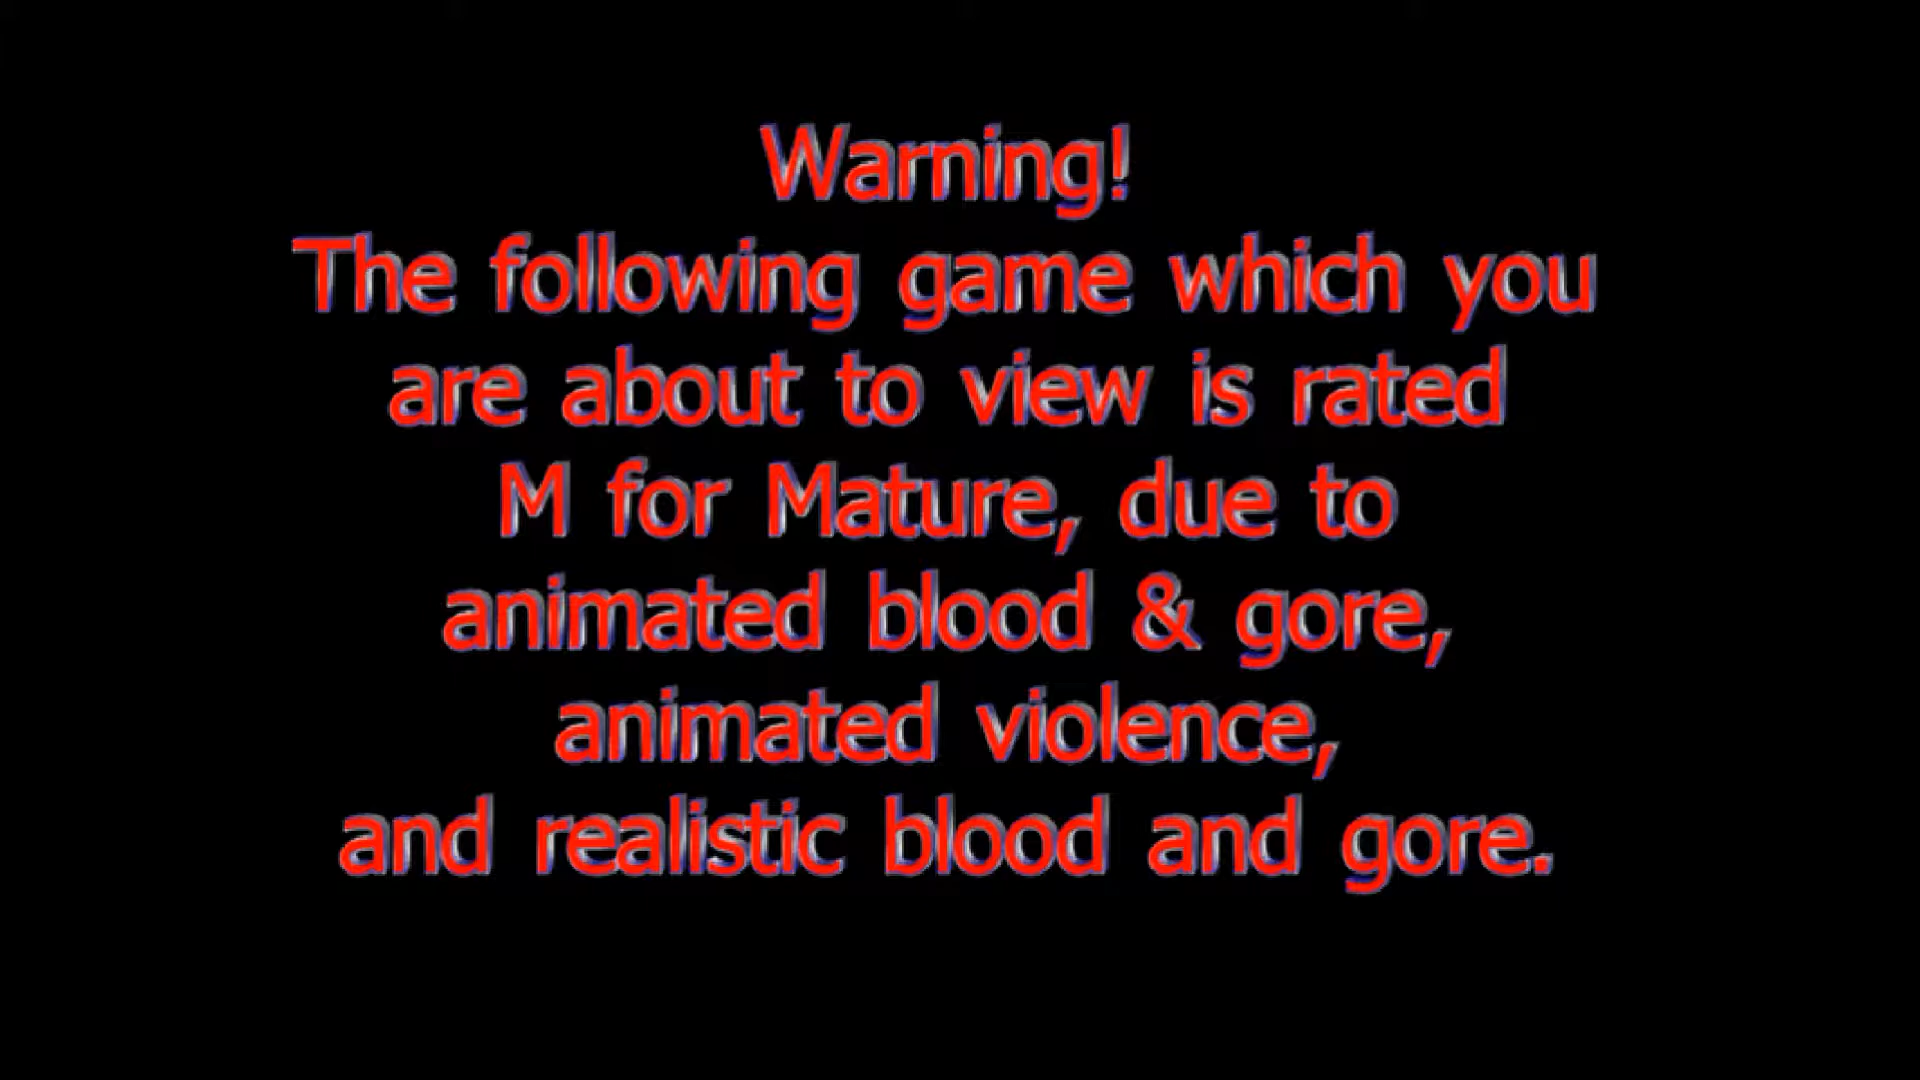 Warning!
The following game which you
are about to view is rated
M for Mature, due to
animated blood & gore,
animated violence,
and realistic blood and gore.